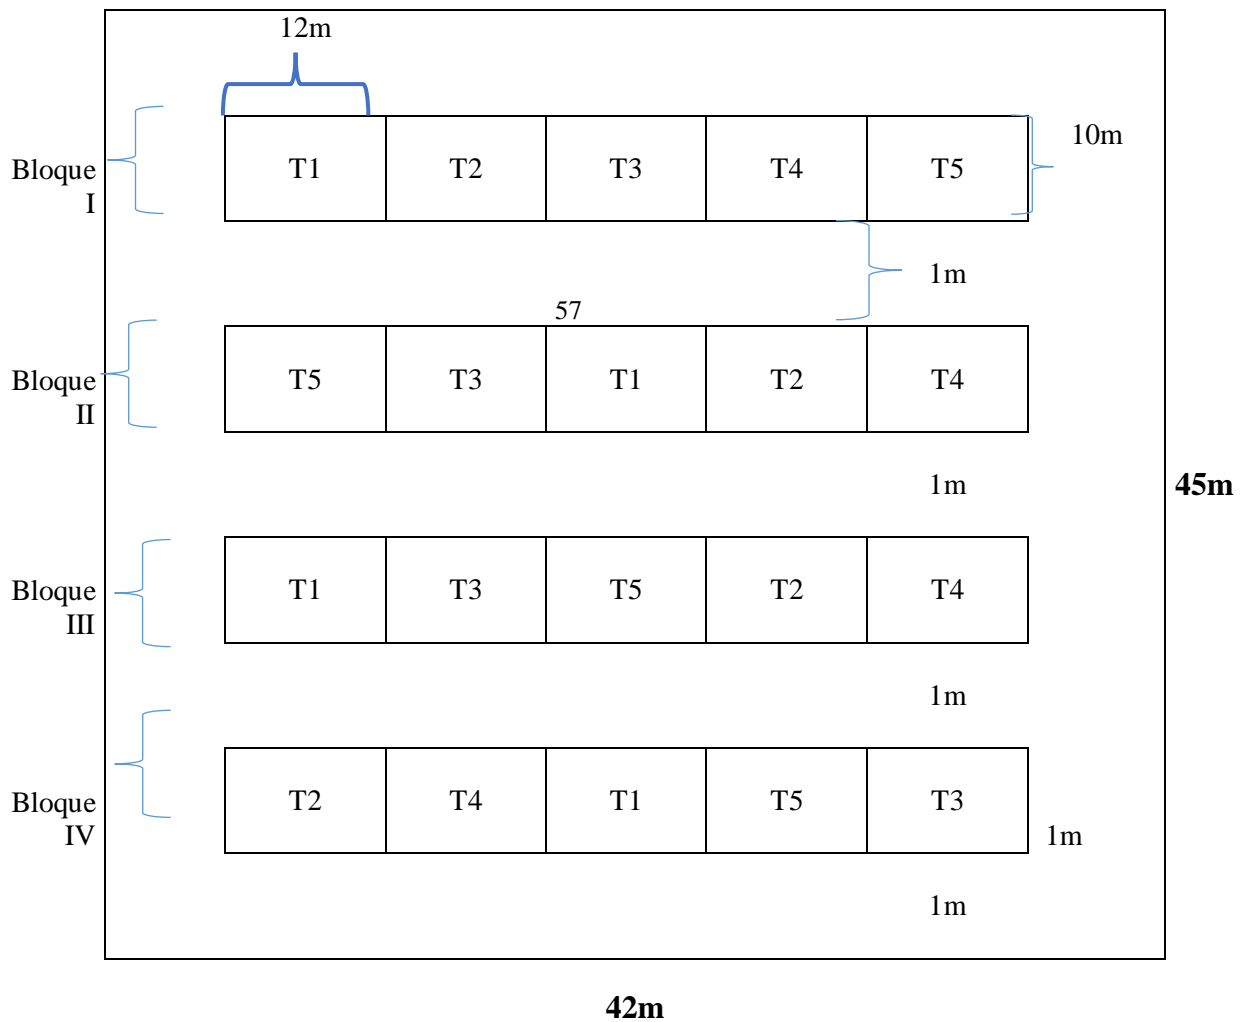 12m
10m
Bloque
I
T1 T2 T3 T4 T5
1m
57
Bloque
II
T5 T3 T1 T2 T4
1m
45m
Bloque
III
T1 T3 T5 T2 T4
1m
Bloque
IV
T2 T4 T1 T5 T3
1m
1m
42m